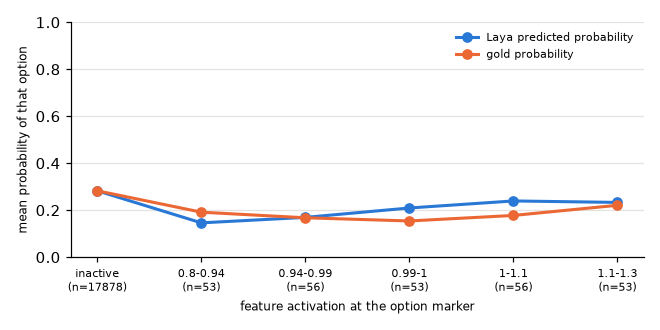 1.0
0.8
0.6
0.4
0.2
0.0
mean probability of that option
Laya predicted probability
gold probability
inactive
(n=17878)
0.8-0.94
(n=53)
0.94-0.99
(n=56)
0.99-1
(n=53)
1-1.1
(n=56)
1.1-1.3
(n=53)
feature activation at the option marker